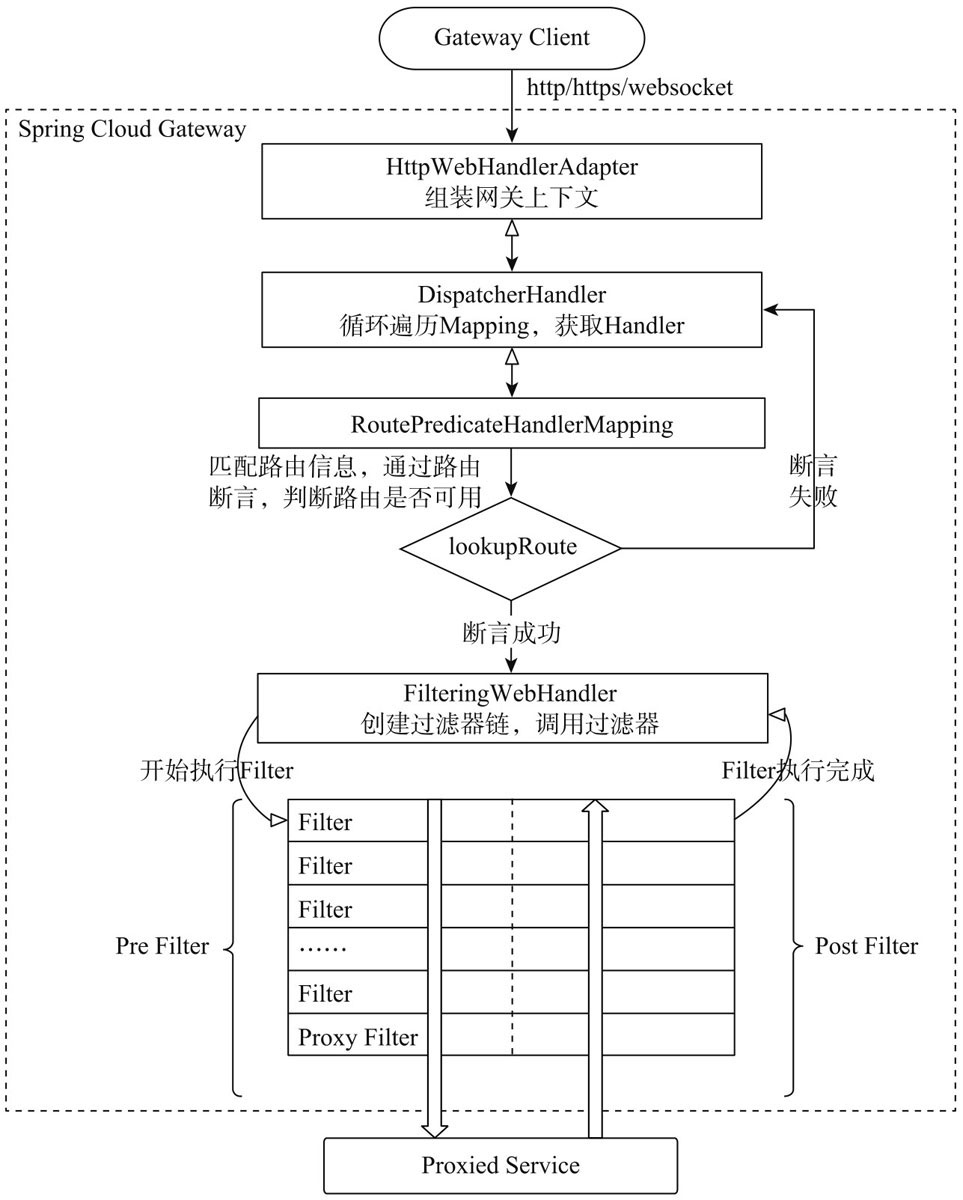 Gateway Client
http/https/websocket
Spring Cloud Gateway
HttpWebHandlerAdapter
组装网关上下文
DispatcherHandler
循环遍历Mapping，获取Handler
RoutePredicateHandlerMapping
匹配路由信息，通过路由
断言，判断路由是否可用
断言
失败
lookupRoute
断言成功
FilteringWebHandler
创建过滤器链，调用过滤器
开始执行Filter
Filter执行完成
Filter
Filter
Filter
……
Filter
Proxy Filter
Pre Filter
Post Filter
Proxied Service